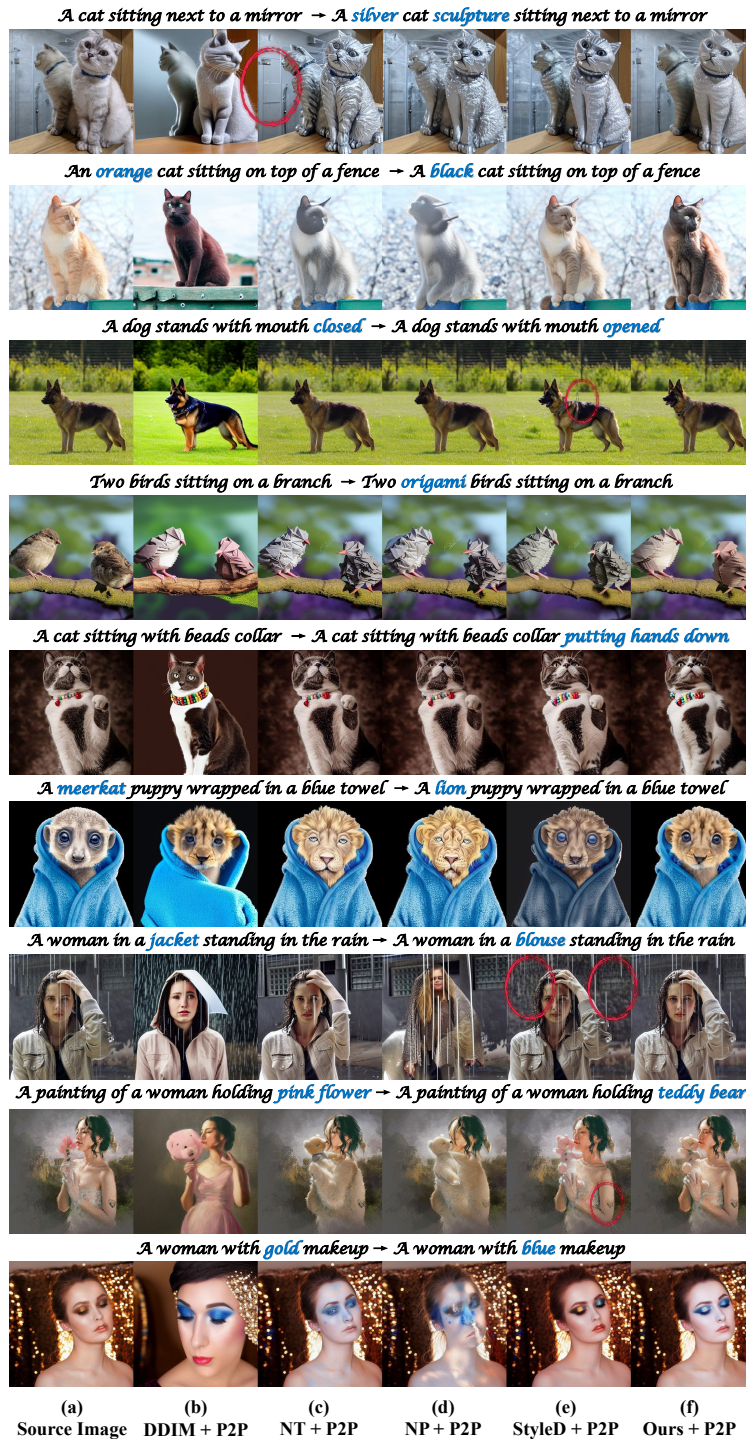 A cat sitting next to a mirror → A silver cat sculpture sitting next to a mirror
An orange cat sitting on top of a fence → A black cat sitting on top of a fence
A dog stands with mouth closed → A dog stands with mouth opened
Two birds sitting on a branch → Two origami birds sitting on a branch
A cat sitting with beads collar → A cat sitting with beads collar putting hands down
A meerkat puppy wrapped in a blue towel → A lion puppy wrapped in a blue towel
A woman in a jacket standing in the rain → A woman in a blouse standing in the rain
A painting of a woman holding pink flower → A painting of a woman holding teddy bear
A woman with gold makeup → A woman with blue makeup
(a) (b) (c) (d) (e) (f)
Source Image DDIM + P2P NT + P2P NP + P2P StyleD + P2P Ours + P2P